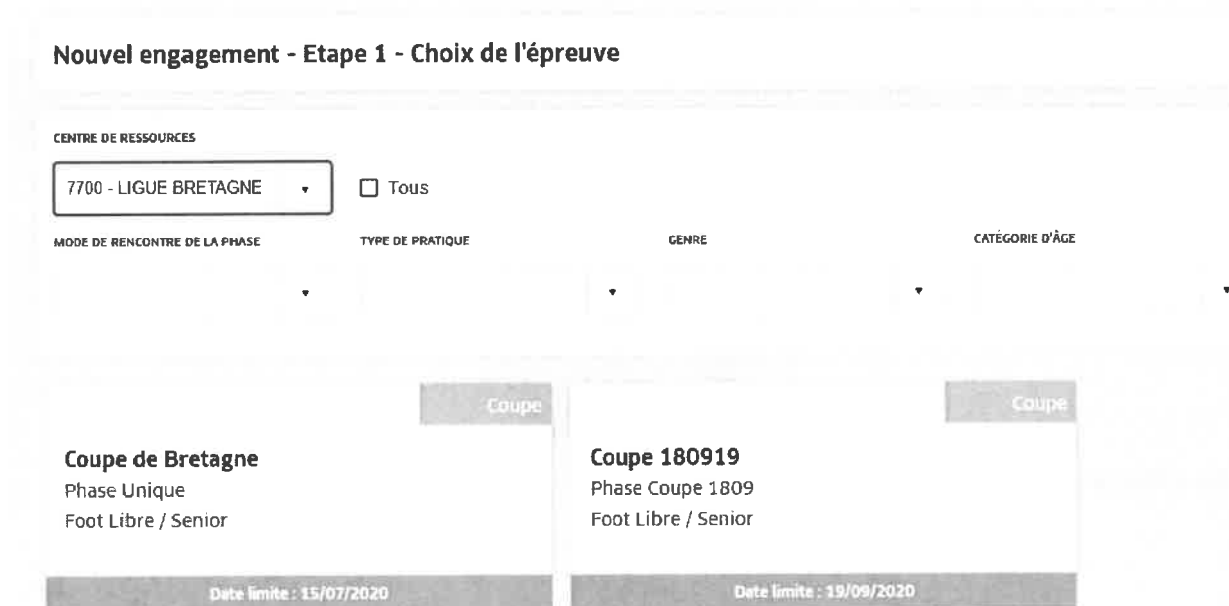 Nouvel engagement - Etape 1 - Choix de l'épreuve
CENTRE DE RESSOURCES
7700 - LIGUE BRETAGNE
Tous
MODE DE RENCONTRE DE LA PHASE
TYPE DE PRATIQUE
GENRE
CATÉGORIE D'ÂGE
Coupe
Coupe de Bretagne
Phase Unique
Foot Libre / Senior
Date limite : 15/07/2020
Coupe
Coupe 180919
Phase Coupe 1809
Foot Libre / Senior
Date limite : 19/09/2020